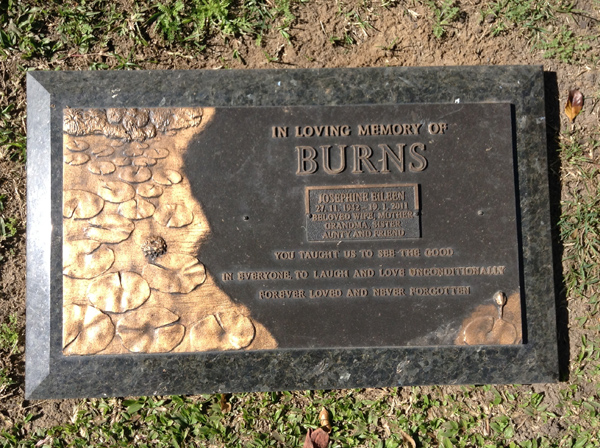 IN LOVING MEMORY OF
BURNS
JOSEPHINE EILEEN
BELOVED WIFE, MOTHER
GRANDMA, SISTER
AUNTY AND FRIEND
YOU TAUGHT US TO SEE THE GOOD
IN EVERYONE TO LAUGH AND LOVE UNCONDITIONALLY
FOREVER LOVED AND NEVER FORGOTTEN